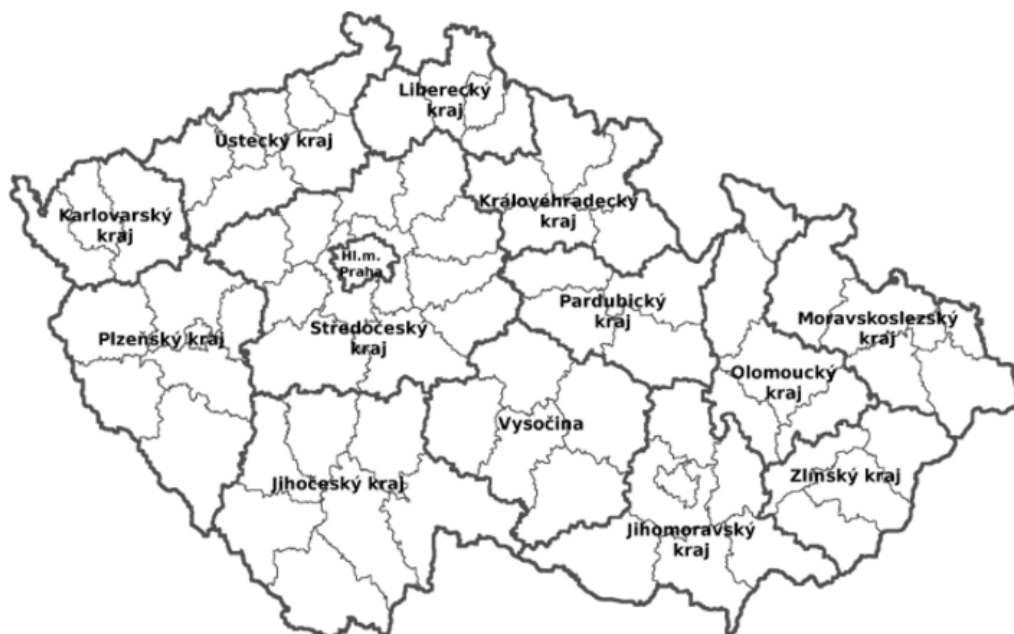 Liberecký
kraj
Ústecký kraj
Královéhradecký
kraj
Karlovarský
kraj
Hl.m.
Praha
Pardubický
kraj
Moravskoslezský
kraj
Středočeský
kraj
Plzeňský kraj
Olomoucký
kraj
Vysočina
Zlínský kraj
Jihočeský kraj
Jihomoravský
kraj